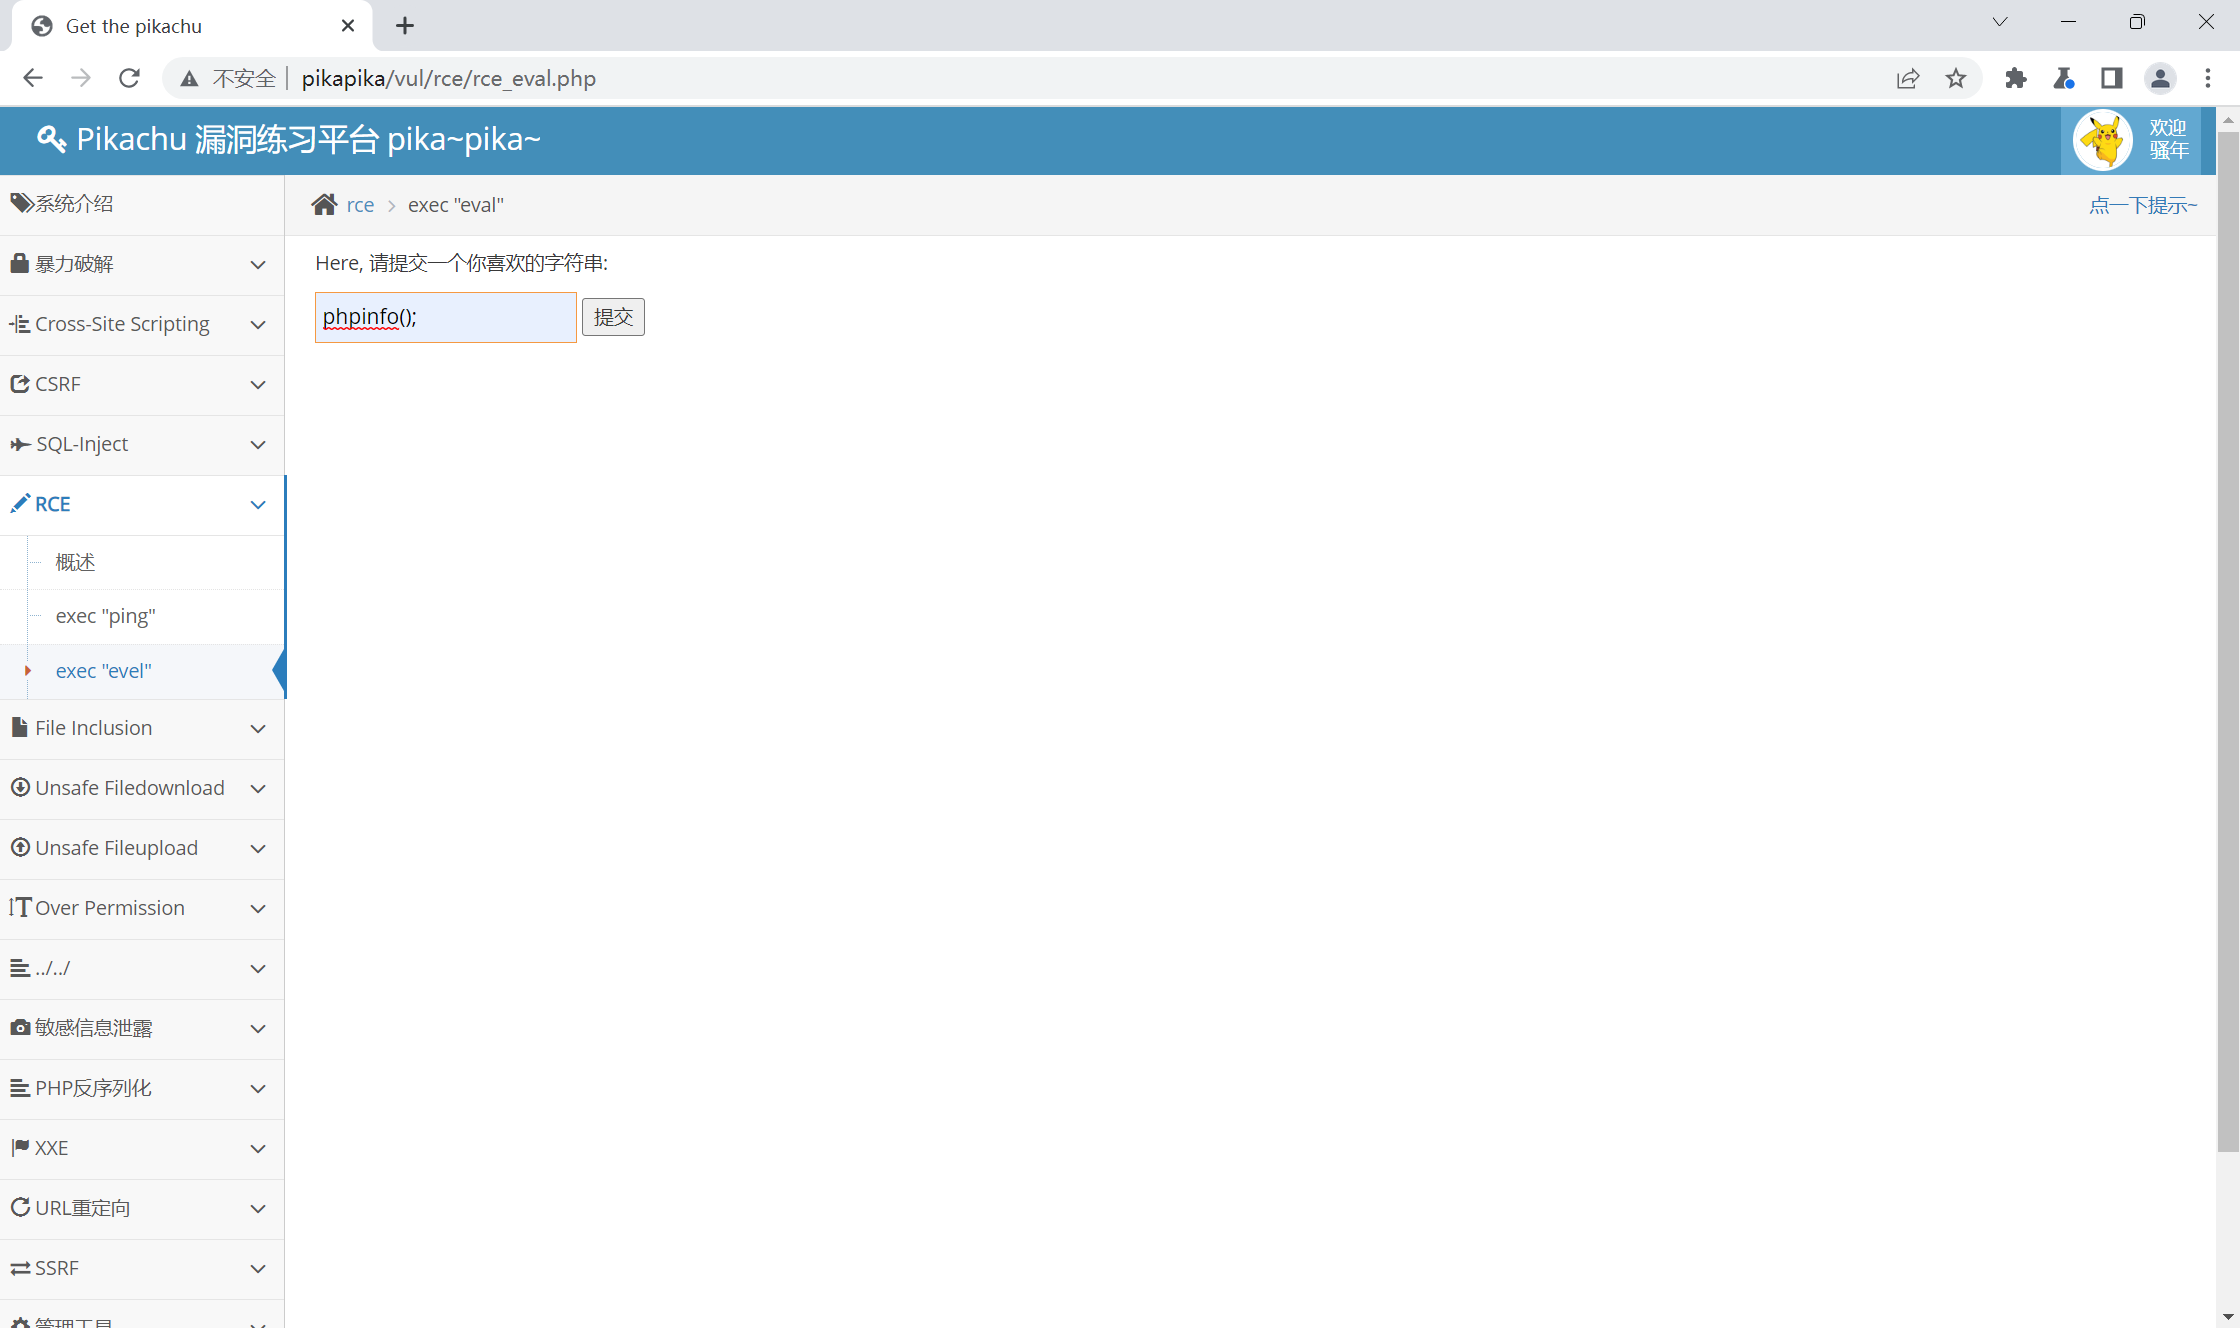 Get the pikachu
不安全
pikapika/vul/rce/rce_eval.php
Pikachu 漏洞练习平台 pika~pika~
欢迎
骚年
系统介绍
暴力破解
Cross-Site Scripting
CSRF
SQL-Inject
RCE
概述
exec "ping"
exec "evel"
File Inclusion
Unsafe Filedownload
Unsafe Fileupload
Over Permission
../../
敏感信息泄露
PHP反序列化
XXE
URL重定向
SSRF
管理工具
rce
exec "eval"
点一下提示~
Here, 请提交一个你喜欢的字符串:
phpinfo();
提交